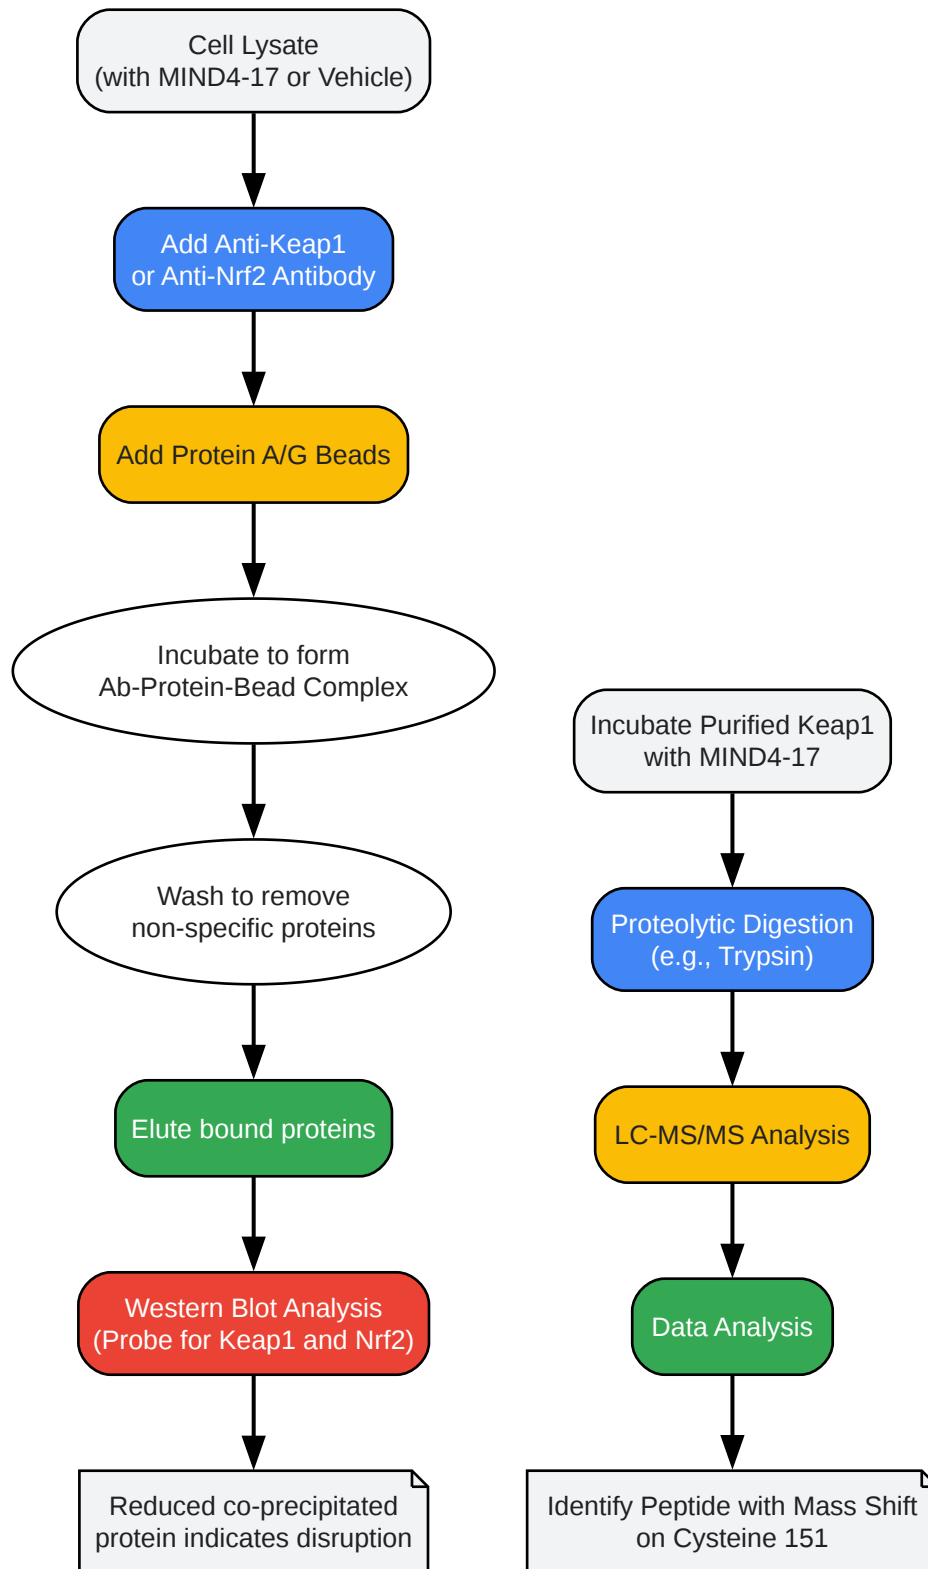 Cell Lysate
(with MIND4-17 or Vehicle)
Add Anti-Keap1
or Anti-Nrf2 Antibody
Add Protein A/G Beads
Incubate to form
Ab-Protein-Bead Complex
Wash to remove
non-specific proteins
Elute bound proteins
Western Blot Analysis
(Probe for Keap1 and Nrf2)
Reduced co-precipitated
protein indicates disruption
Incubate Purified Keap1
with MIND4-17
Proteolytic Digestion
(e.g., Trypsin)
LC-MS/MS Analysis
Data Analysis
Identify Peptide with Mass Shift
on Cysteine 151